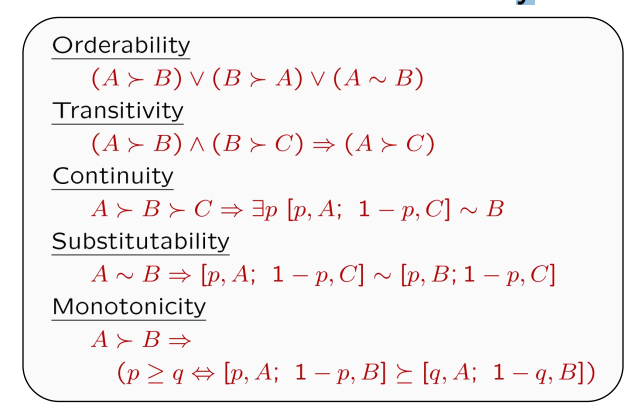 Orderability
(A ≻ B) ∨ (B ≻ A) ∨ (A ∼ B)
Transitivity
(A ≻ B) ∧ (B ≻ C) ⇒ (A ≻ C)
Continuity
A ≻ B ≻ C ⇒ ∃p [p, A; 1 − p, C] ∼ B
Substitutability
A ∼ B ⇒ [p, A; 1 − p, C] ∼ [p, B; 1 − p, C]
Monotonicity
A ≻ B ⇒
(p ≥ q ⇔ [p, A; 1 − p, B] ⪰ [q, A; 1 − q, B])